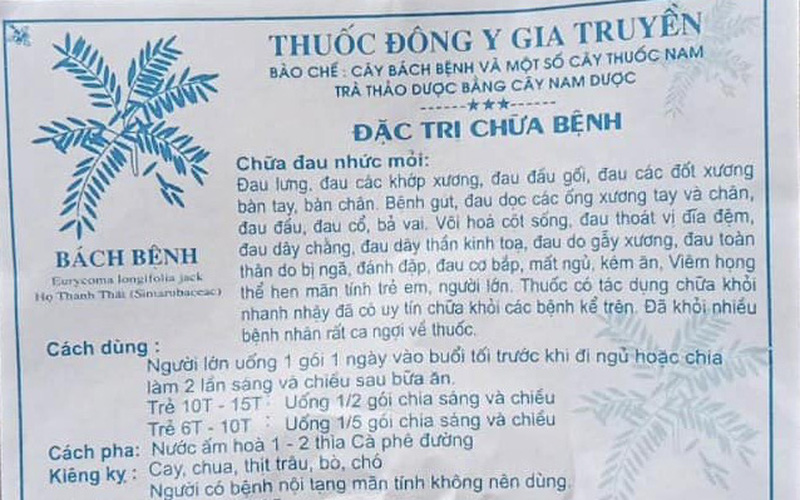 THUỐC ĐÔNG Y GIA TRUYỀN
BÀO CHẾ : CÂY BÁCH BỆNH VÀ MỘT SỐ CÂY THUỐC NAM
TRÀ THẢO DƯỢC BẰNG CÂY NAM DƯỢC
------★★★------
ĐẶC TRỊ CHỮA BỆNH
Chữa đau nhức mỏi:
Đau lưng, đau các khớp xương, đau đầu gối, đau các đốt xương
bàn tay, bàn chân. Bệnh gut, đau dọc các ống xương tay và chân,
đau đầu, đau cổ, bả vai. Vôi hoá cột sống, đau thoát vị đĩa đệm,
đau dây chằng, đau dây thần kinh toạ, đau do gẫy xương, đau toàn
thân do bị ngã, đánh đập, đau cơ bắp, mất ngủ, kém ăn, Viêm họng
thể hen mãn tính trẻ em, người lớn. Thuốc có tác dụng chữa khỏi
nhanh nhậy đã có uy tín chữa khỏi các bệnh kể trên. Đã khỏi nhiều
bệnh nhân rất ca ngợi về thuốc.
BÁCH BỆNH
Eurycoma longifolia jack
Họ Thanh Thái (Simarubaceac)
Cách dùng :
Người lớn uống 1 gói 1 ngày vào buổi tối trước khi đi ngủ hoặc chia
làm 2 lần sáng và chiều sau bữa ăn.
Trẻ 10T - 15T : Uống 1/2 gói chia sáng và chiều
Trẻ 6T - 10T : Uống 1/5 gói chia sáng và chiều
Cách pha: Nước ấm hoà 1 - 2 thìa Cà phê đường
Kiêng kỵ : Cay, chua, thịt trâu, bò, chó
Người có bệnh nội tạng mãn tính không nên dùng.